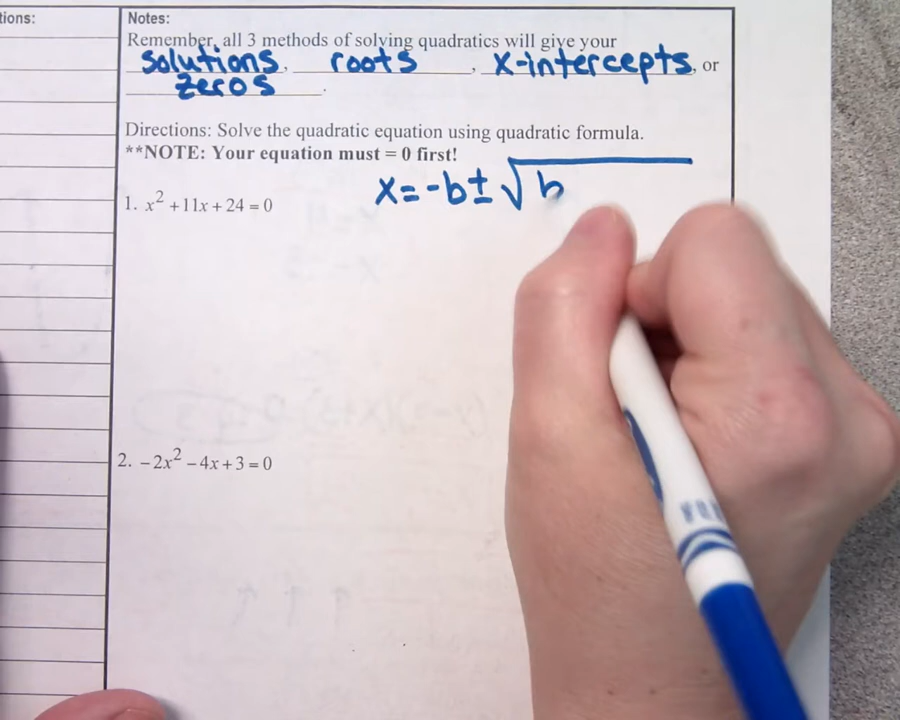 tions:
Notes:
Remember, all 3 methods of solving quadratics will give your
solutions, roots, x-intercepts, or
zeros.
Directions: Solve the quadratic equation using quadratic formula.
**NOTE: Your equation must = 0 first!
x = -b ± √b
1. x² + 11x + 24 = 0
2. −2x² − 4x + 3 = 0